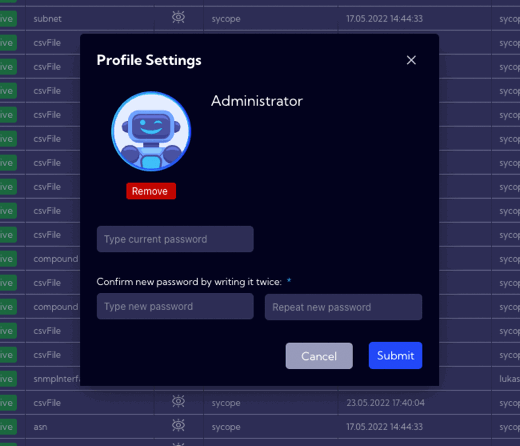 ive subnet sycope 17.05.2022 14:44:33 sycop
ive csvFile sycop
Profile Settings
ive csvFile sycop
ive csvFile sycop
Administrator
ive csvFile sycop
ive csvFile sycop
ive csvFile sycop
ive csvFile sycop
Remove
ive csvFile sycop
ive csvFile sycop
ive csvFile sycop
Type current password
ive compound sycop
ive csvFile sycop
Confirm new password by writing it twice: *
ive compound sycop
Type new password Repeat new password
ive csvFile sycop
ive csvFile sycop
Cancel Submit
ive snmpInterfa lukas
ive csvFile sycope 23.05.2022 17:40:04 sycop
ive asn sycope 17.05.2022 14:44:33 sycop